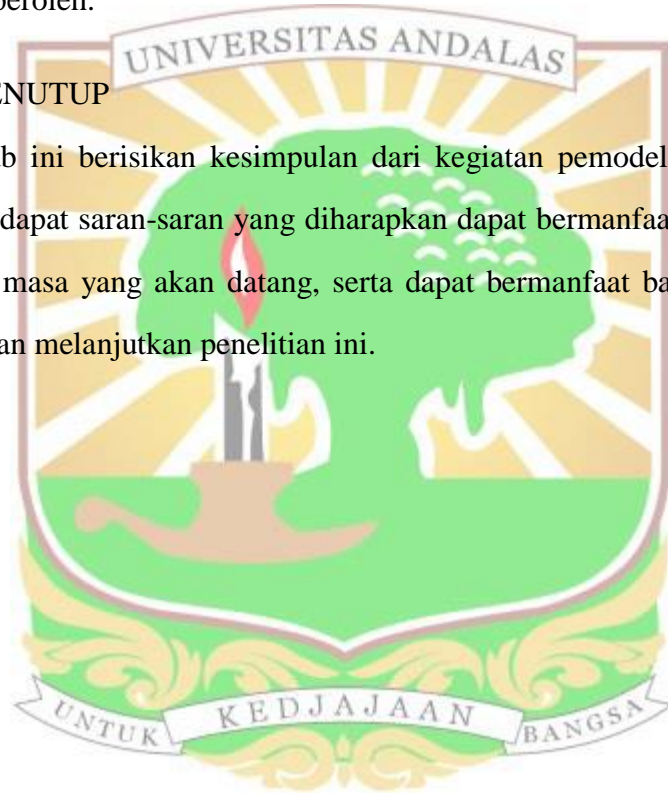 peroleh.
UNIVERSITAS ANDALAS
ENUTUP
b ini berisikan kesimpulan dari kegiatan pemodel
dapat saran-saran yang diharapkan dapat bermanfaa
masa yang akan datang, serta dapat bermanfaat ba
an melanjutkan penelitian ini.
UNTUK KEDJAJAAN BANGSA